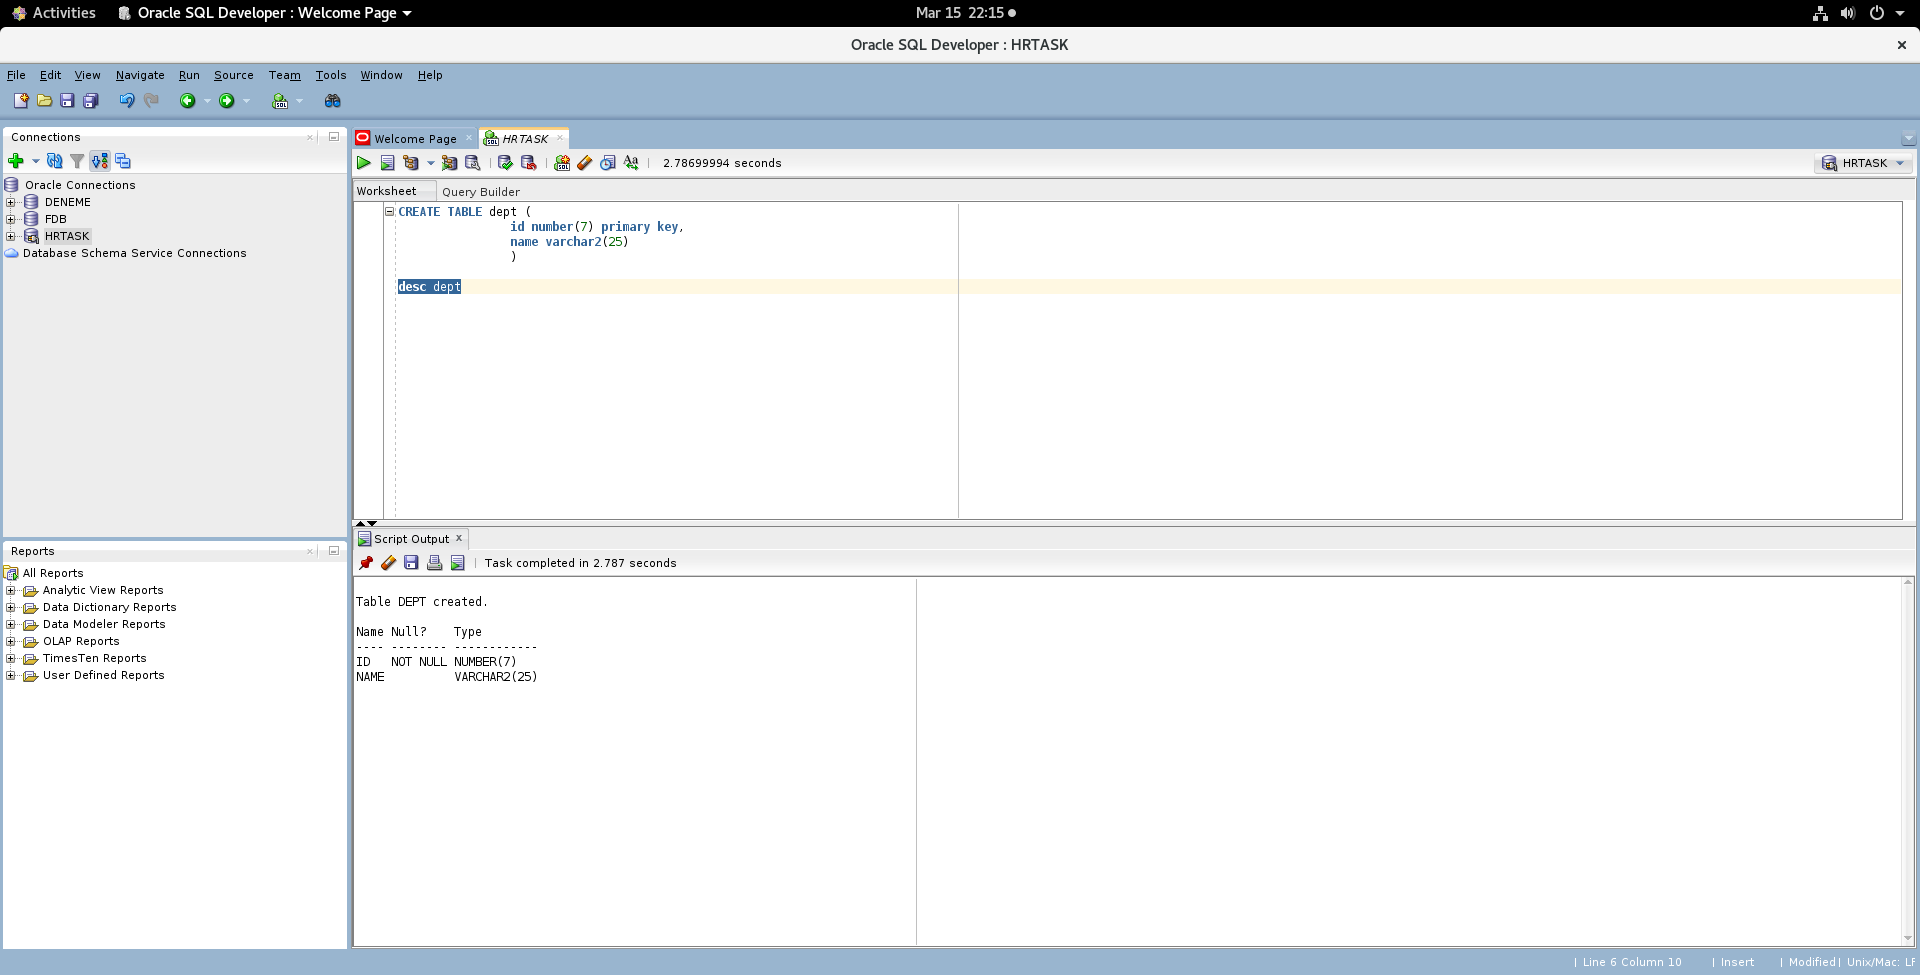 Activities
Oracle SQL Developer : Welcome Page
Mar 15 22:15
Oracle SQL Developer : HRTASK
File Edit View Navigate Run Source Team Tools Window Help
Connections
Oracle Connections
DENEME
FDB
HRTASK
Database Schema Service Connections
Reports
All Reports
Analytic View Reports
Data Dictionary Reports
Data Modeler Reports
OLAP Reports
TimesTen Reports
User Defined Reports
Welcome Page
HRTASK
2.78699994 seconds
HRTASK
Worksheet Query Builder
CREATE TABLE dept (
id number(7) primary key,
name varchar2(25)
)
desc dept
Script Output
Task completed in 2.787 seconds
Table DEPT created.
Name Null? Type
---- -------- ------------
ID NOT NULL NUMBER(7)
NAME VARCHAR2(25)
| Line 6 Column 10 | Insert | Modified | Unix/Mac: LF